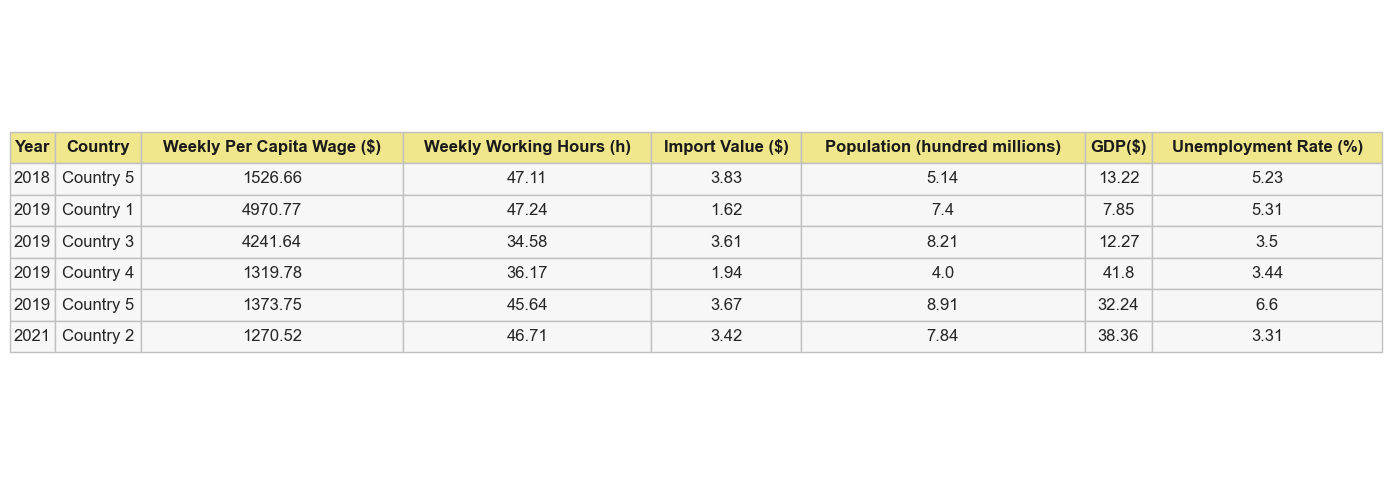 Year Country Weekly Per Capita Wage ($) Weekly Working Hours (h) Import Value ($) Population (hundred millions) GDP($) Unemployment Rate (%)
2018 Country 5 1526.66 47.11 3.83 5.14 13.22 5.23
2019 Country 1 4970.77 47.24 1.62 7.4 7.85 5.31
2019 Country 3 4241.64 34.58 3.61 8.21 12.27 3.5
2019 Country 4 1319.78 36.17 1.94 4.0 41.8 3.44
2019 Country 5 1373.75 45.64 3.67 8.91 32.24 6.6
2021 Country 2 1270.52 46.71 3.42 7.84 38.36 3.31